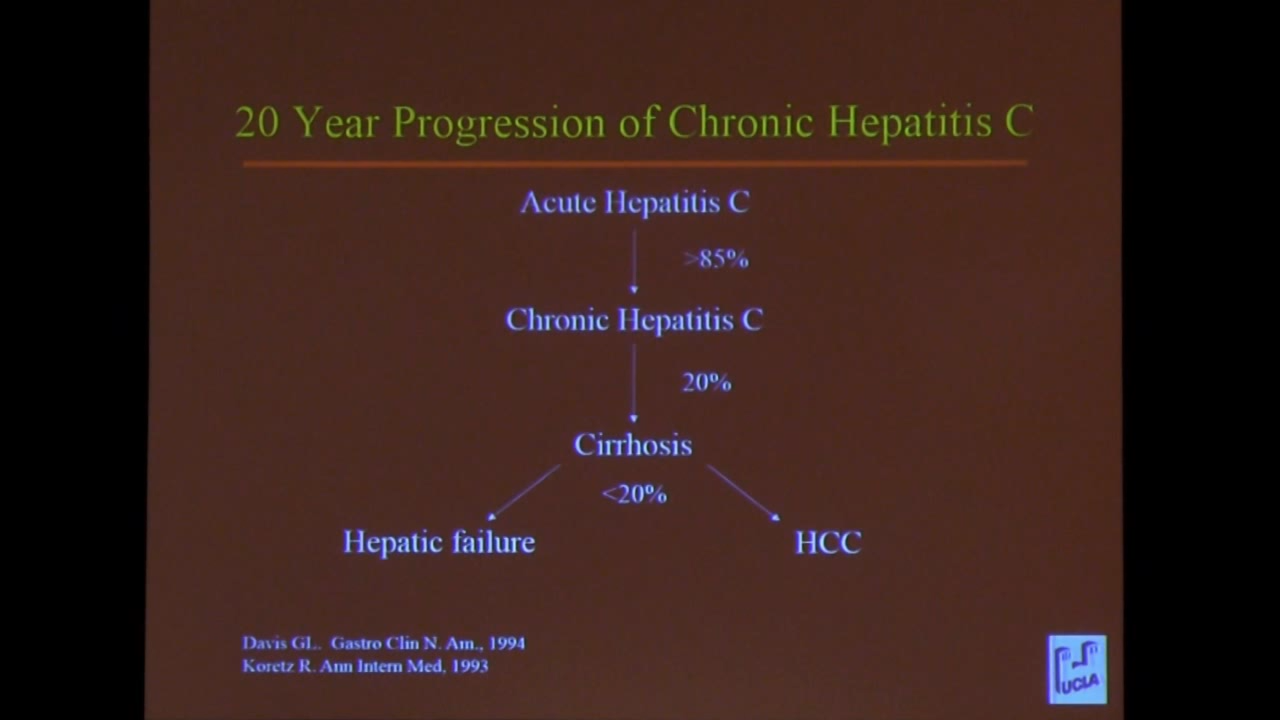 20 Year Progression of Chronic Hepatitis C
Acute Hepatitis C
>85%
Chronic Hepatitis C
20%
Cirrhosis
<20%
Hepatic failure
HCC
Davis GL. Gastro Clin N. Am., 1994
Koretz R. Ann Intern Med, 1993
UCLA